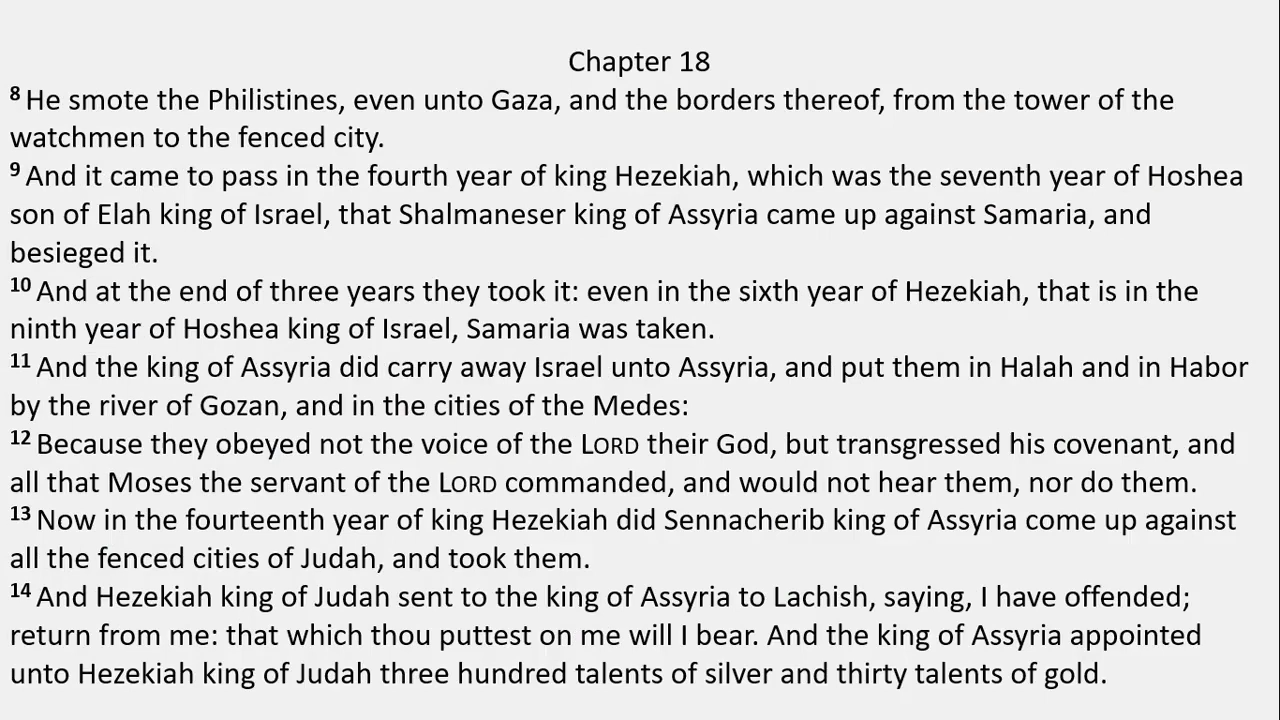 Chapter 18
8 He smote the Philistines, even unto Gaza, and the borders thereof, from the tower of the
watchmen to the fenced city.
9 And it came to pass in the fourth year of king Hezekiah, which was the seventh year of Hoshea
son of Elah king of Israel, that Shalmaneser king of Assyria came up against Samaria, and
besieged it.
10 And at the end of three years they took it: even in the sixth year of Hezekiah, that is in the
ninth year of Hoshea king of Israel, Samaria was taken.
11 And the king of Assyria did carry away Israel unto Assyria, and put them in Halah and in Habor
by the river of Gozan, and in the cities of the Medes:
12 Because they obeyed not the voice of the LORD their God, but transgressed his covenant, and
all that Moses the servant of the LORD commanded, and would not hear them, nor do them.
13 Now in the fourteenth year of king Hezekiah did Sennacherib king of Assyria come up against
all the fenced cities of Judah, and took them.
14 And Hezekiah king of Judah sent to the king of Assyria to Lachish, saying, I have offended;
return from me: that which thou puttest on me will I bear. And the king of Assyria appointed
unto Hezekiah king of Judah three hundred talents of silver and thirty talents of gold.